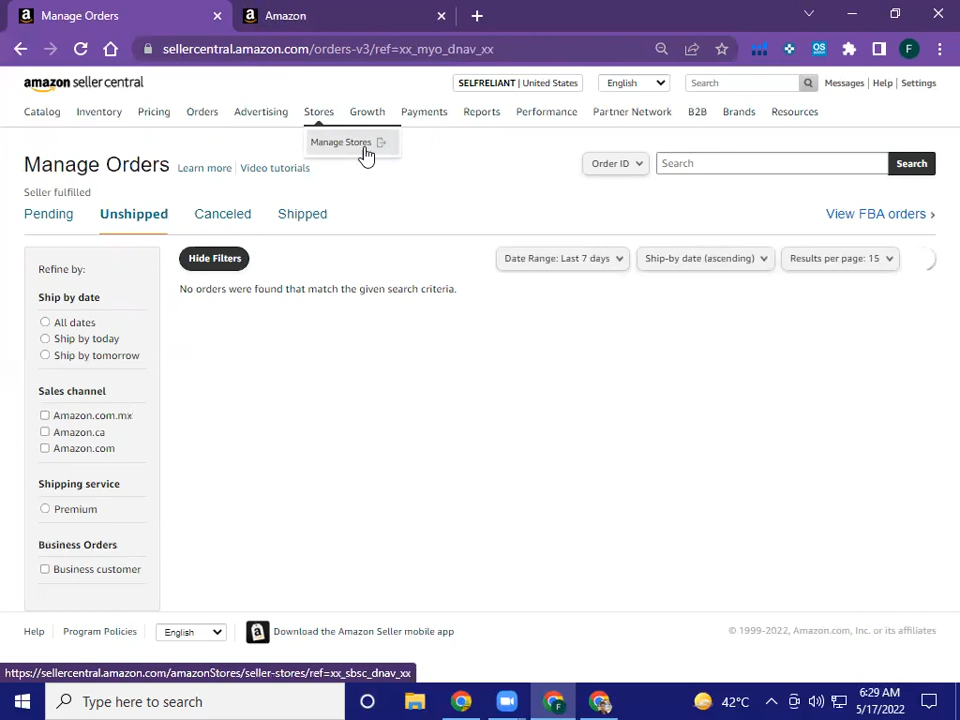 Manage Orders
Amazon
sellercentral.amazon.com/orders-v3/ref=xx_myo_dnav_xx
OS
F
amazon seller central
SELFRELIANT | United States
English
Search
Messages | Help | Settings
Catalog Inventory Pricing Orders Advertising Stores Growth Payments Reports Performance Partner Network B2B Brands Resources
Manage Stores
Manage Orders Learn more | Video tutorials
Order ID
Search
Search
Seller fulfilled
Pending Unshipped Canceled Shipped
View FBA orders ›
Refine by:
Hide Filters
Date Range: Last 7 days
Ship-by date (ascending)
Results per page: 15
No orders were found that match the given search criteria.
Ship by date
All dates
Ship by today
Ship by tomorrow
Sales channel
Amazon.com.mx
Amazon.ca
Amazon.com
Shipping service
Premium
Business Orders
Business customer
Help Program Policies English Download the Amazon Seller mobile app
© 1999-2022, Amazon.com, Inc. or its affiliates
https://sellercentral.amazon.com/amazonStores/seller-stores/ref=xx_sbsc_dnav_xx
Type here to search
F
42°C
6:29 AM
5/17/2022